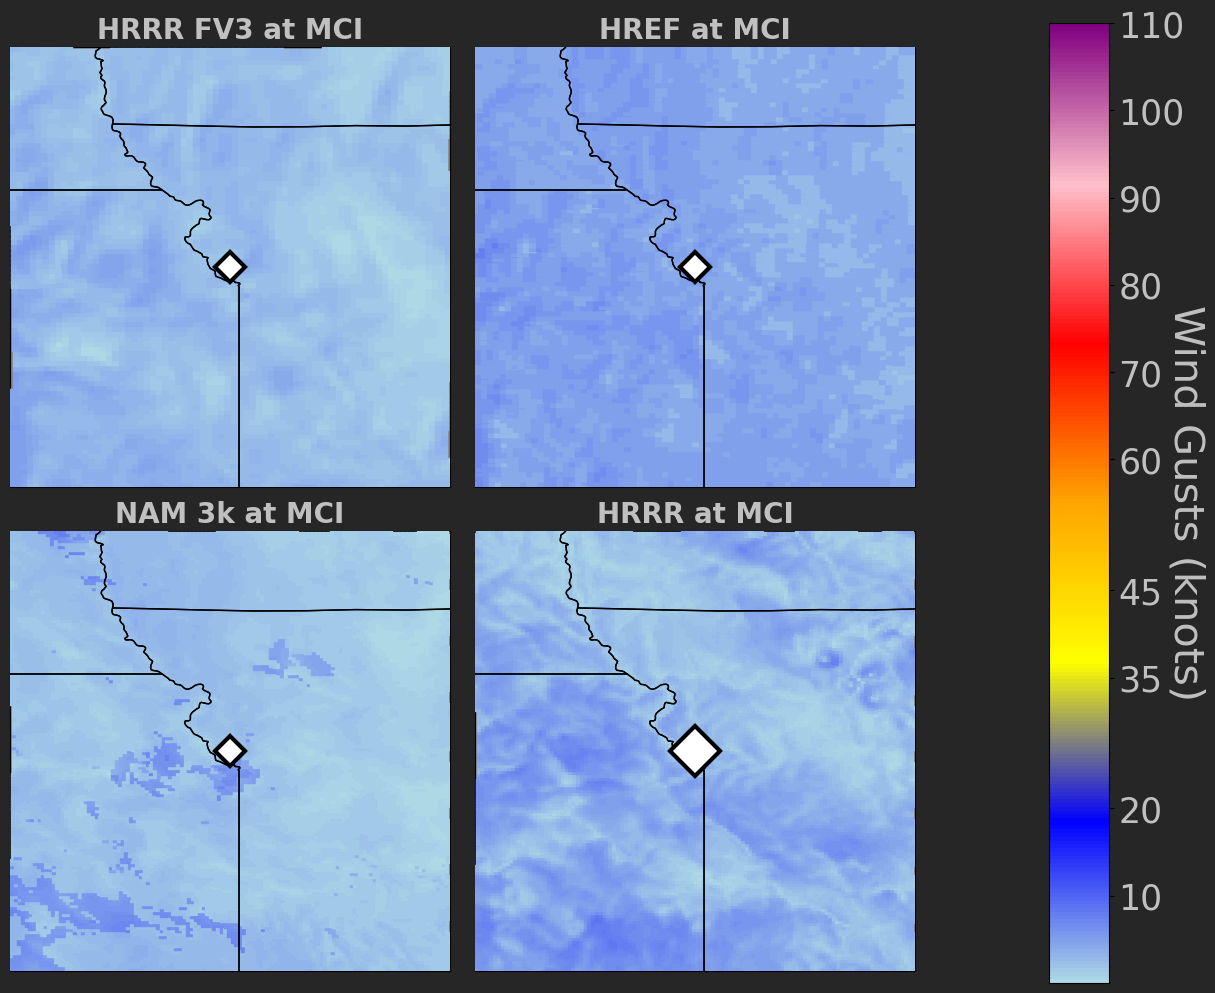 HRRR FV3 at MCI
HREF at MCI
NAM 3k at MCI
HRRR at MCI
110
100
90
80
70
60
45
35
20
10
Wind Gusts (knots)